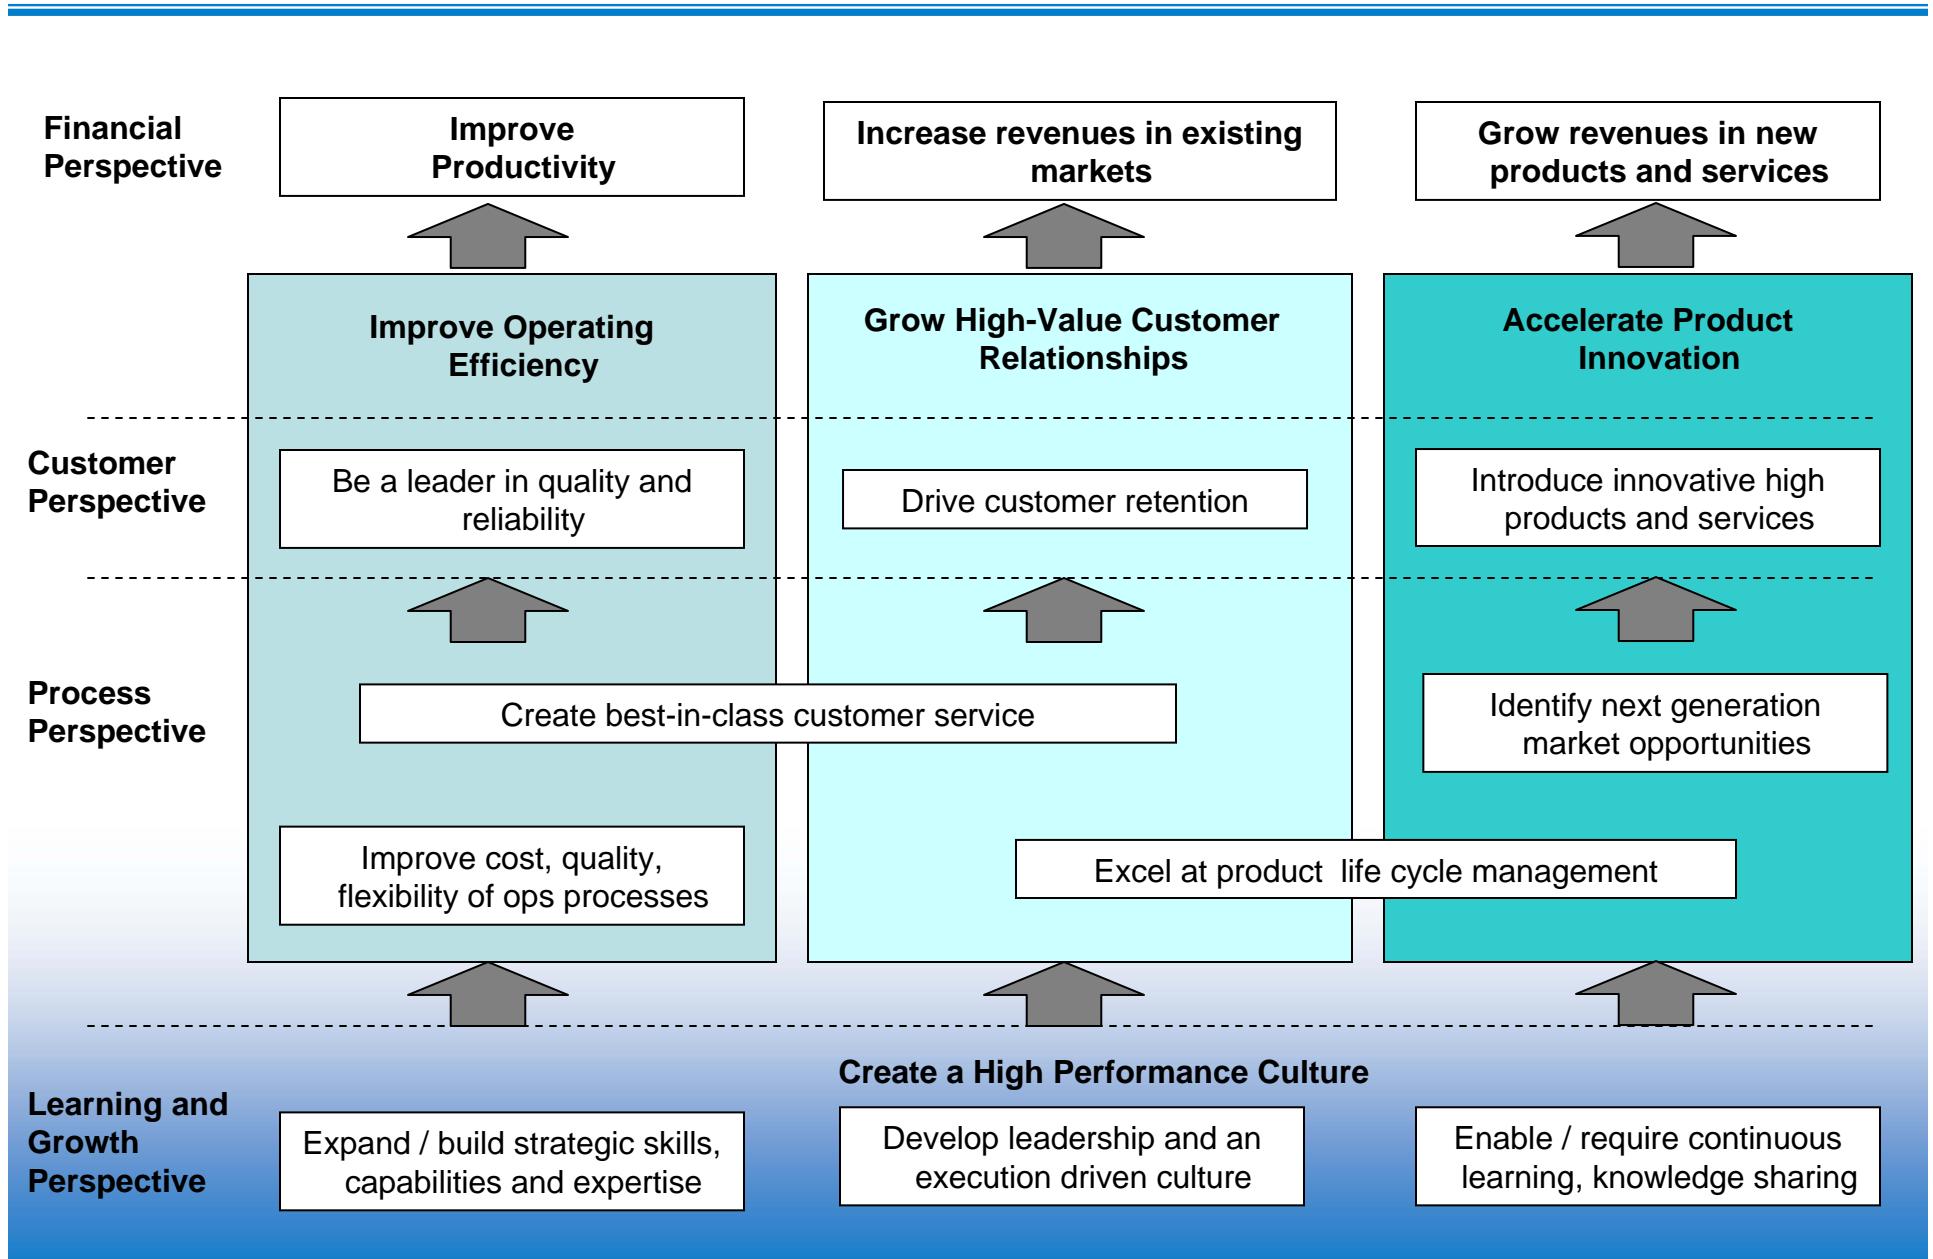 Financial
Perspective
Improve
Productivity
Increase revenues in existing
markets
Grow revenues in new
products and services
Improve Operating
Efficiency
Grow High-Value Customer
Relationships
Accelerate Product
Innovation
Customer
Perspective
Be a leader in quality and
reliability
Drive customer retention
Introduce innovative high
products and services
Process
Perspective
Create best-in-class customer service
Identify next generation
market opportunities
Improve cost, quality,
flexibility of ops processes
Excel at product  life cycle management
Create a High Performance Culture
Learning and
Growth
Perspective
Expand / build strategic skills,
capabilities and expertise
Develop leadership and an
execution driven culture
Enable / require continuous
learning, knowledge sharing